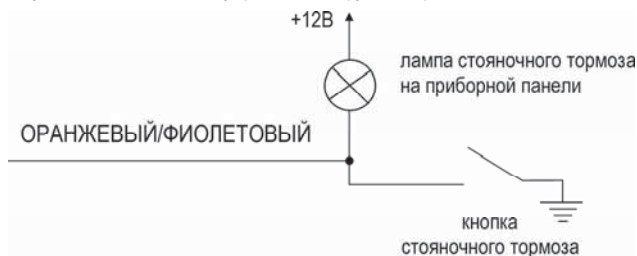 +12В
лампа стояночного тормоза
на приборной панели
ОРАНЖЕВЫЙ/ФИОЛЕТОВЫЙ
кнопка
стояночного тормоза